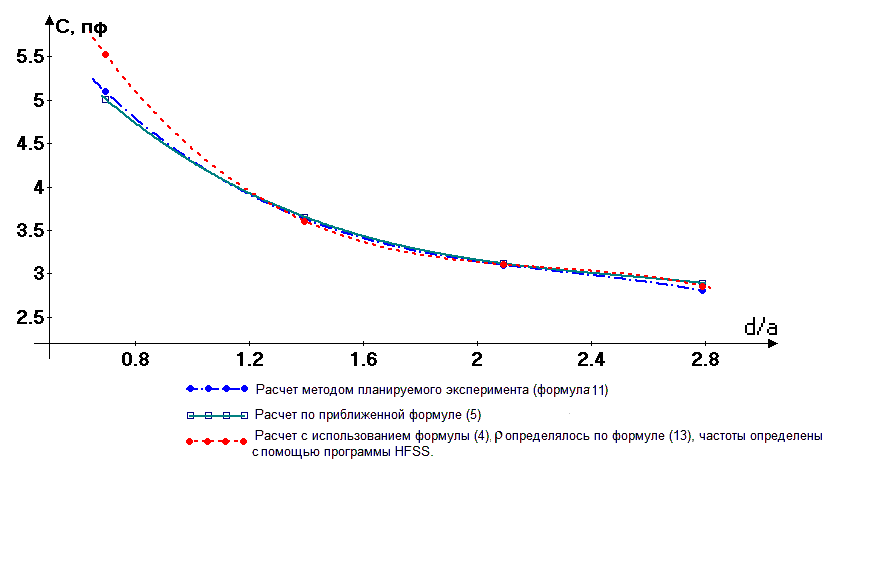 C, пф
5.5
5
4.5
4
3.5
3
2.5
d/a
0.8 1.2 1.6 2 2.4 2.8
Расчет методом планируемого эксперимента (формула 11)
Расчет по приближенной формуле (5)
Расчет с использованием формулы (4), ρ определялось по формуле (13), частоты определены
с помощью программы HFSS.